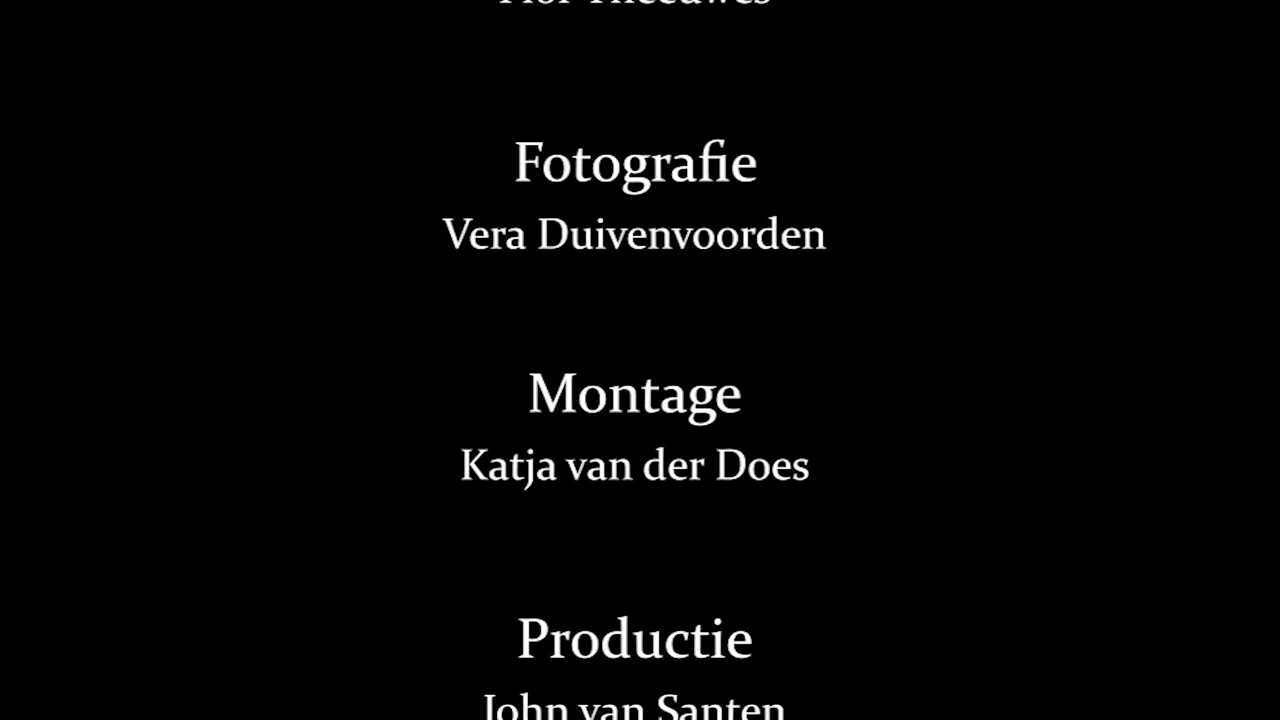 Fotografie
Vera Duivenvoorden
Montage
Katja van der Does
Productie
John van Santen